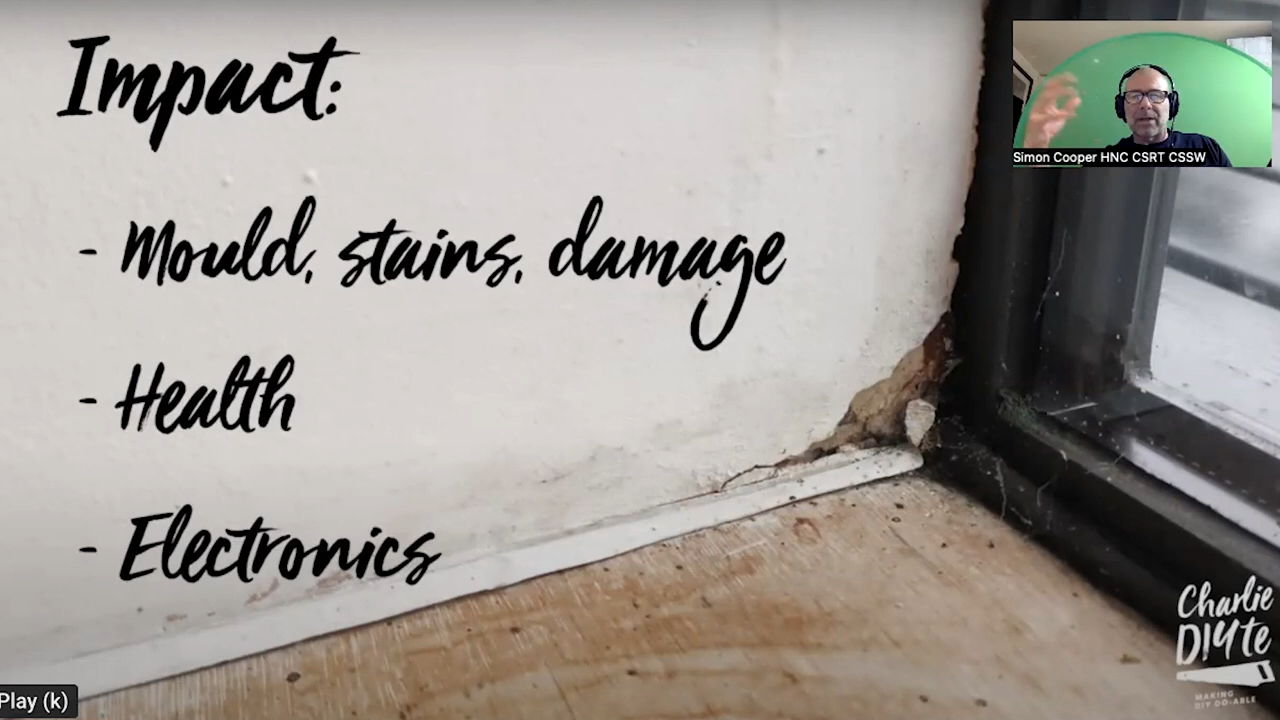 Impact:
Simon Cooper HNC CSRT CSSW
- Mould, stains, damage
- Health
- Electronics
Charlie
DIYte
MAKING
DIY DO-ABLE
Play (k)